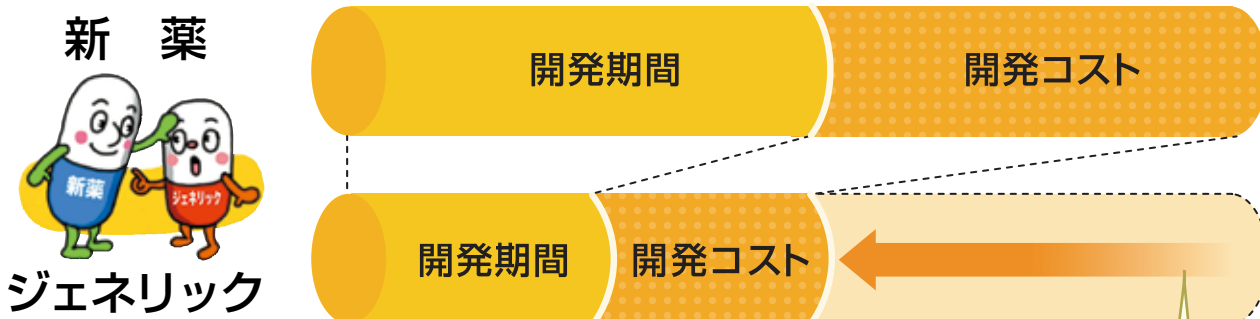 新 薬
開発期間
開発コスト
新薬
ジェネリック
開発期間
開発コスト
ジェネリック